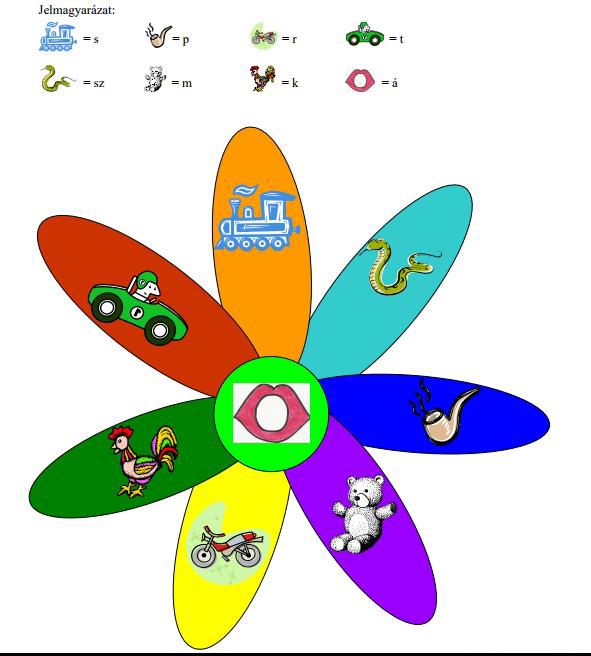 Jelmagyarázat:
= s = p = r = t
= sz = m = k = á